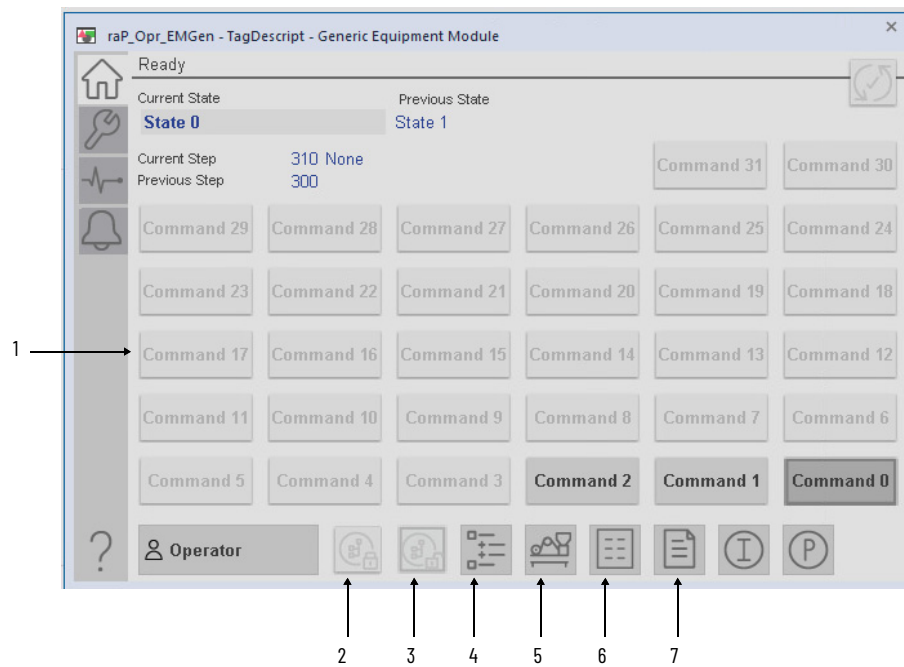 raP_Opr_EMGen - TagDescript - Generic Equipment Module
Ready
Current State Previous State
State 0 State 1
Current Step 310 None
Previous Step 300
Command 31 Command 30
Command 29 Command 28 Command 27 Command 26 Command 25 Command 24
Command 23 Command 22 Command 21 Command 20 Command 19 Command 18
1 Command 17 Command 16 Command 15 Command 14 Command 13 Command 12
Command 11 Command 10 Command 9 Command 8 Command 7 Command 6
Command 5 Command 4 Command 3 Command 2 Command 1 Command 0
? Operator I P
2 3 4 5 6 7